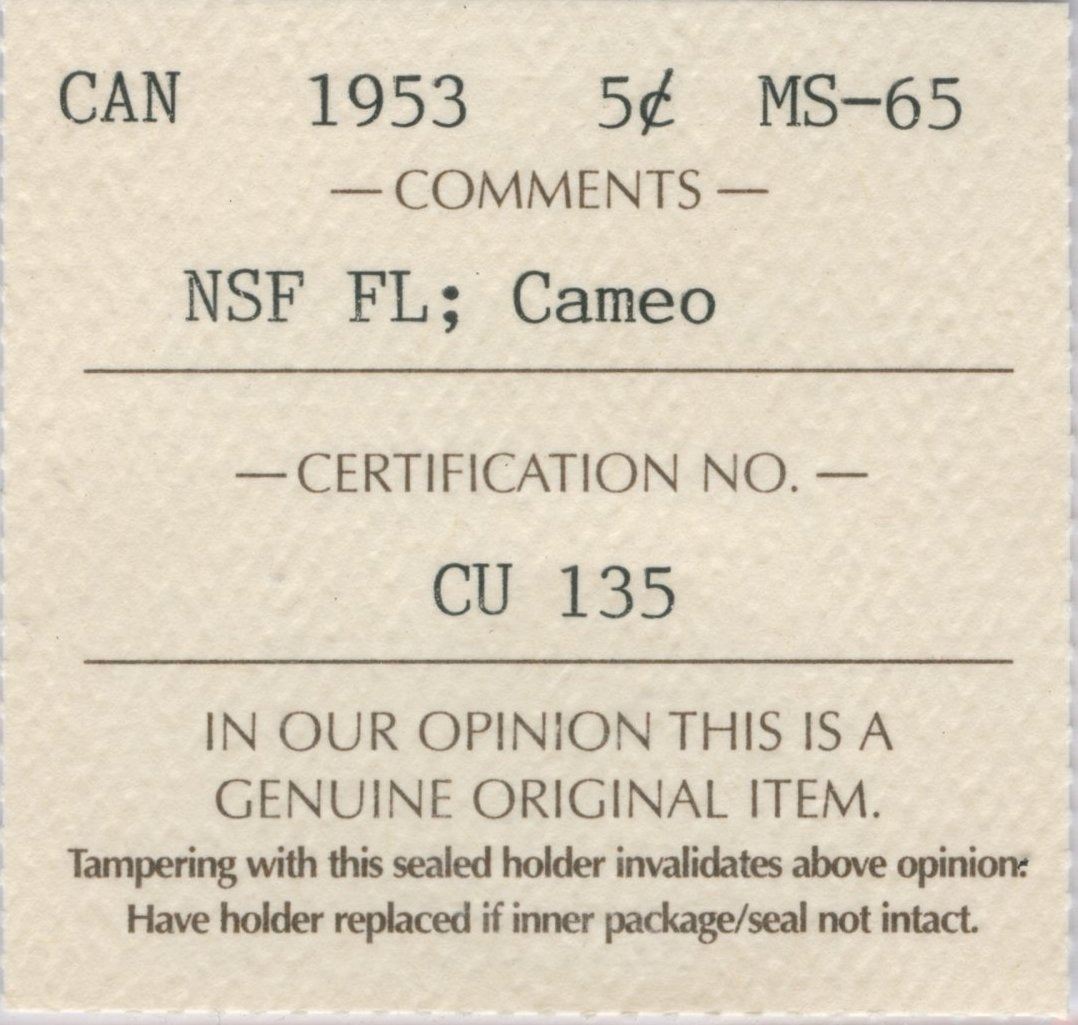 CAN 1953 5¢ MS-65
— COMMENTS —
NSF FL; Cameo
— CERTIFICATION NO. —
CU 135
IN OUR OPINION THIS IS A
GENUINE ORIGINAL ITEM.
Tampering with this sealed holder invalidates above opinion.
Have holder replaced if inner package/seal not intact.